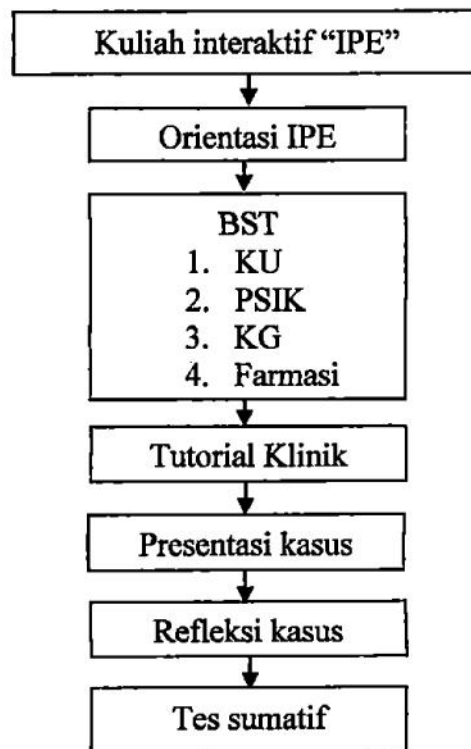 Kuliah interaktif “IPE”
Orientasi IPE
BST
1. KU
2. PSIK
3. KG
4. Farmasi
Tutorial Klinik
Presentasi kasus
Refleksi kasus
Tes sumatif